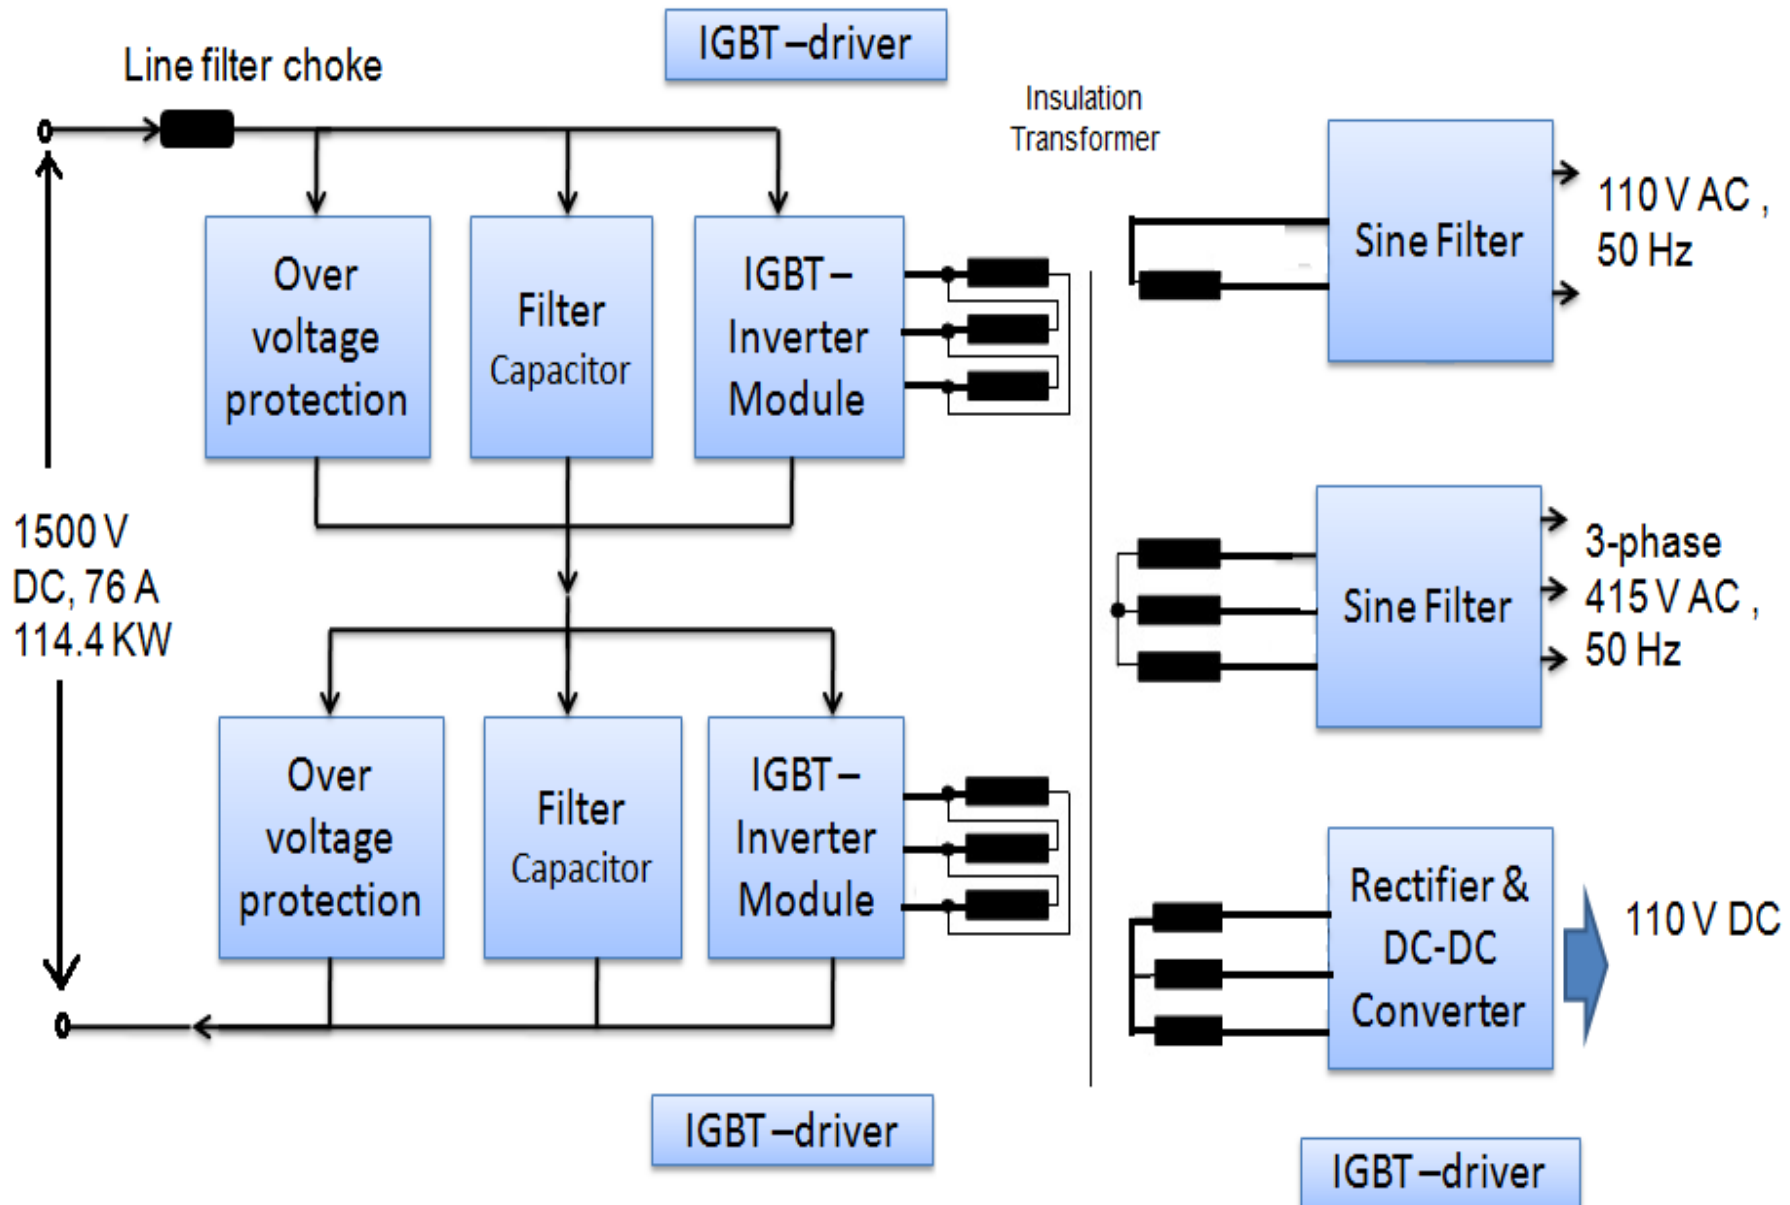 IGBT –driver
Line filter choke
Insulation
Transformer
Over
voltage
protection
Filter
Capacitor
IGBT –
Inverter
Module
Sine Filter
110 V AC ,
50 Hz
1500 V
DC, 76 A
114.4 KW
Sine Filter
3-phase
415 V AC ,
50 Hz
Over
voltage
protection
Filter
Capacitor
IGBT –
Inverter
Module
Rectifier &
DC-DC
Converter
110 V DC
IGBT –driver
IGBT –driver